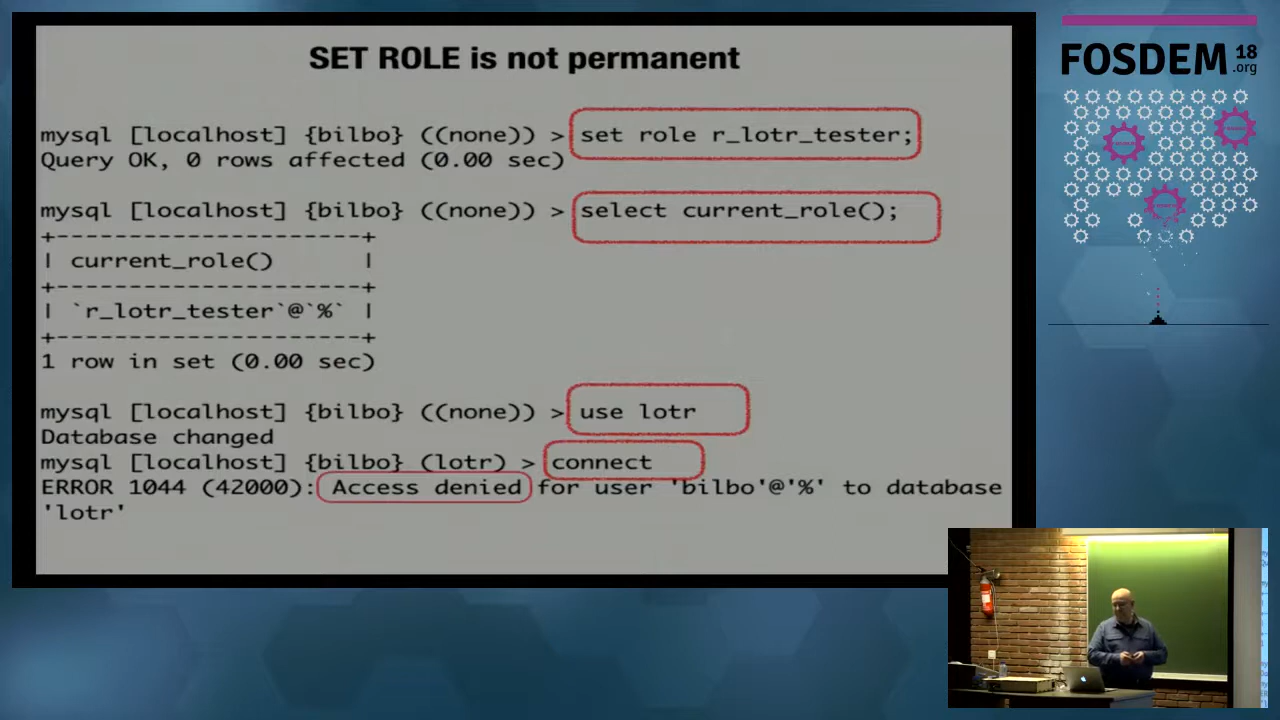 SET ROLE is not permanent
mysql [localhost] {bilbo} ((none)) > set role r_lotr_tester;
Query OK, 0 rows affected (0.00 sec)
mysql [localhost] {bilbo} ((none)) > select current_role();
+----------------------+
| current_role()       |
+----------------------+
| `r_lotr_tester`@`%`  |
+----------------------+
1 row in set (0.00 sec)
mysql [localhost] {bilbo} ((none)) > use lotr
Database changed
mysql [localhost] {bilbo} (lotr) > connect
ERROR 1044 (42000): Access denied for user 'bilbo'@'%' to database
'lotr'
FOSDEM 18
.org